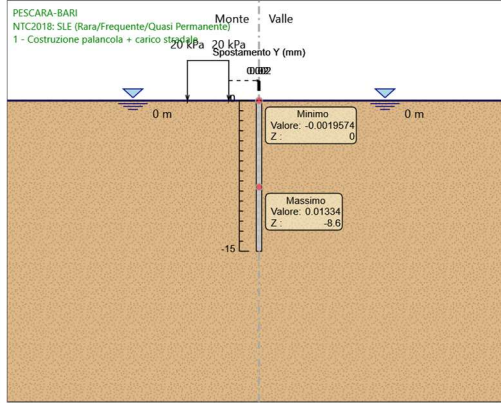 PESCARA-BARI
NTC2018: SLE (Rara/Frequente/Quasi Permanente)
1 - Costruzione palancola + carico stradale
Monte
Valle
20 kPa
20 kPa
Spostamento Y (mm)
0
0 m
0 m
Minimo
Valore: -0.0019574
Z : 0
Massimo
Valore: 0.01334
Z : -8.6
-15